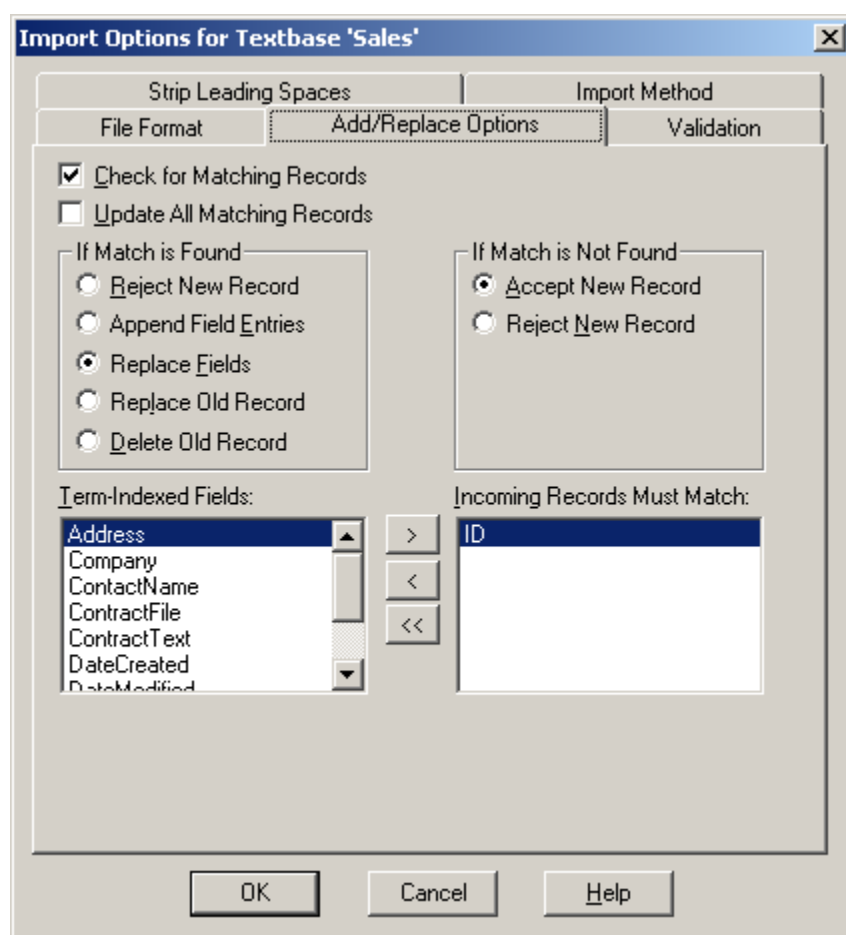 Import Options for Textbase 'Sales'
Strip Leading Spaces
Import Method
File Format
Add/Replace Options
Validation
Check for Matching Records
Update All Matching Records
If Match is Found
Reject New Record
Append Field Entries
Replace Fields
Replace Old Record
Delete Old Record
If Match is Not Found
Accept New Record
Reject New Record
Term-Indexed Fields:
Address
Company
ContactName
ContractFile
ContractText
DateCreated
DateModified
>
<
<<
Incoming Records Must Match:
ID
OK
Cancel
Help